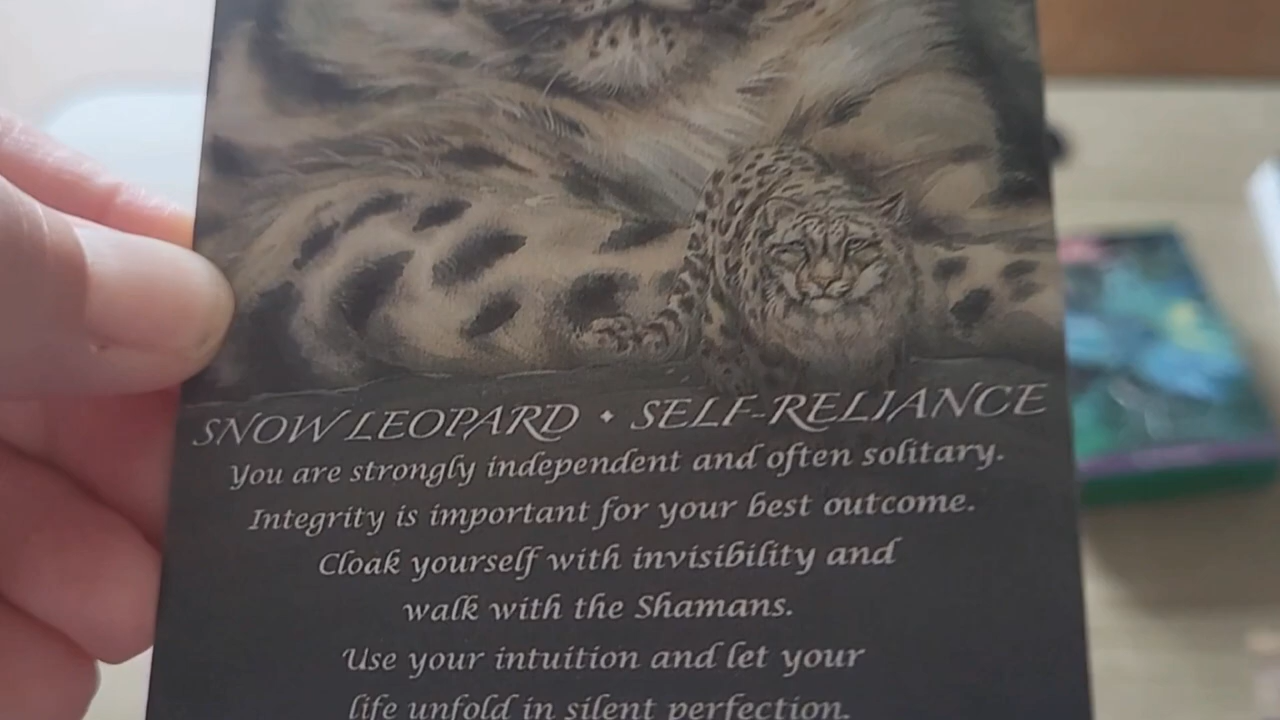 SNOW LEOPARD • SELF-RELIANCE
You are strongly independent and often solitary.
Integrity is important for your best outcome.
Cloak yourself with invisibility and
walk with the Shamans.
Use your intuition and let your
life unfold in silent perfection.